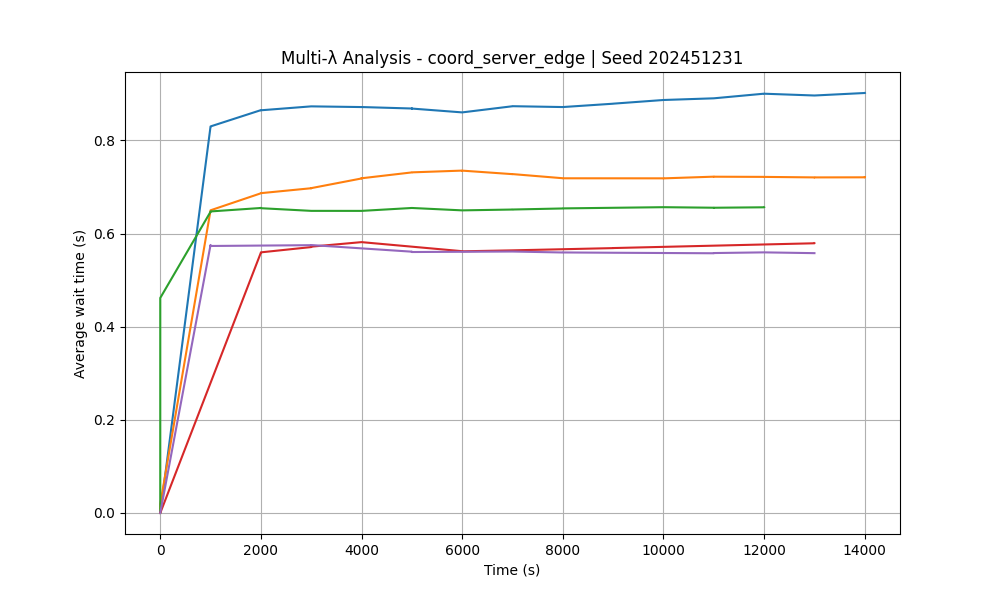 Multi-λ Analysis - coord_server_edge | Seed 202451231
Average wait time (s)
0.8
0.6
0.4
0.2
0.0
0 2000 4000 6000 8000 10000 12000 14000
Time (s)